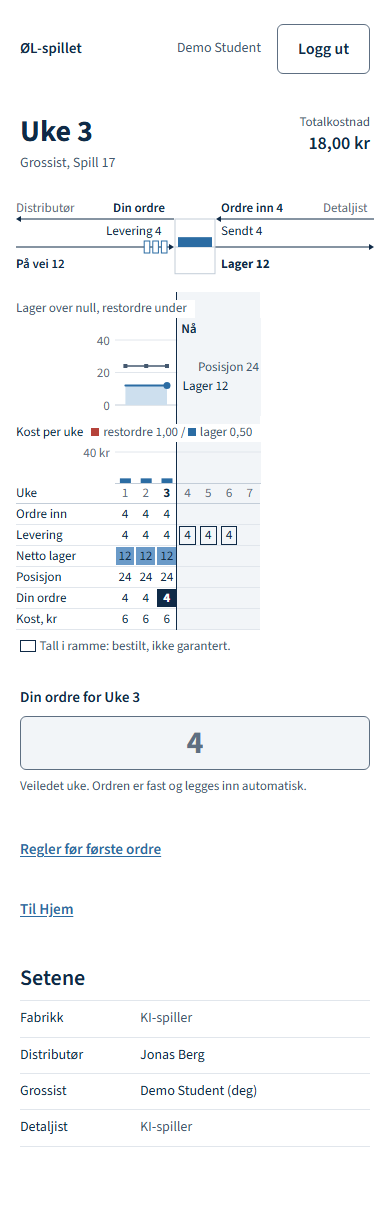 ØL-spillet Demo Student Logg ut
Uke 3 Totalkostnad
18,00 kr
Grossist, Spill 17
Distributør Din ordre Ordre inn 4 Detaljist
Levering 4 Sendt 4
På vei 12 Lager 12
Lager over null, restordre under
Nå
40
20 Posisjon 24
Lager 12
0
Kost per uke restordre 1,00 / lager 0,50
40 kr
Uke 1 2 3 4 5 6 7
Ordre inn 4 4 4
Levering 4 4 4 4 4 4
Netto lager 12 12 12
Posisjon 24 24 24
Din ordre 4 4 4
Kost, kr 6 6 6
Tall i ramme: bestilt, ikke garantert.
Din ordre for Uke 3
4
Veiledet uke. Ordren er fast og legges inn automatisk.
Regler før første ordre
Til Hjem
Setene
Fabrikk KI-spiller
Distributør Jonas Berg
Grossist Demo Student (deg)
Detaljist KI-spiller